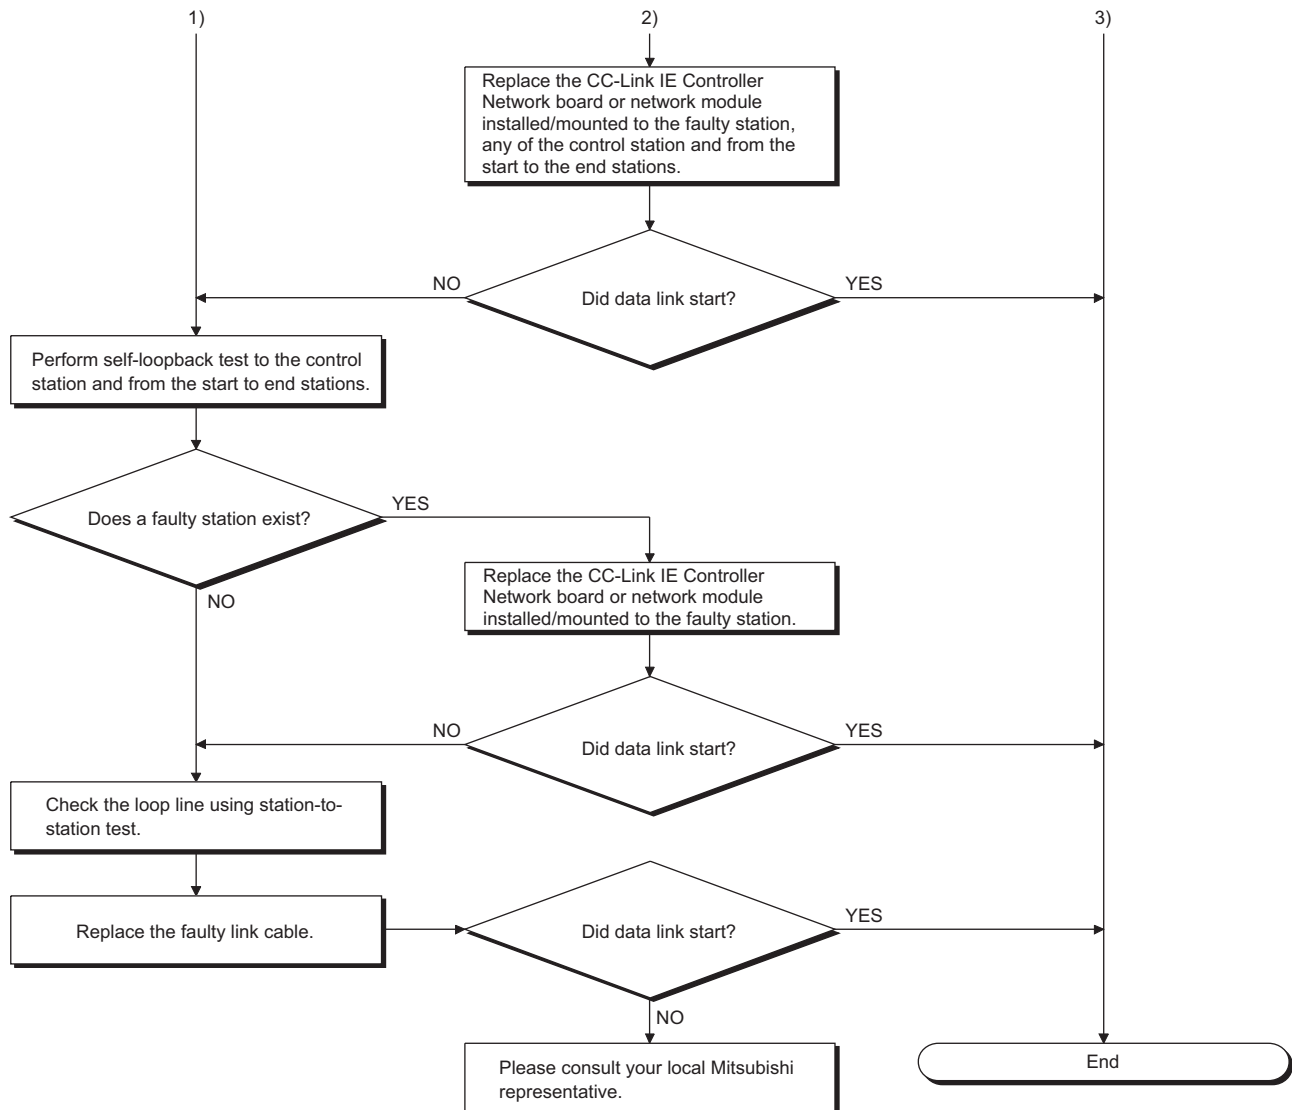 1)
2)
3)
Replace the CC-Link IE Controller
Network board or network module
installed/mounted to the faulty station,
any of the control station and from the
start to the end stations.
NO
Did data link start?
YES
Perform self-loopback test to the control
station and from the start to end stations.
Does a faulty station exist?
YES
NO
Replace the CC-Link IE Controller
Network board or network module
installed/mounted to the faulty station.
NO
Did data link start?
YES
Check the loop line using station-to-
station test.
Replace the faulty link cable.
Did data link start?
YES
NO
Please consult your local Mitsubishi
representative.
End